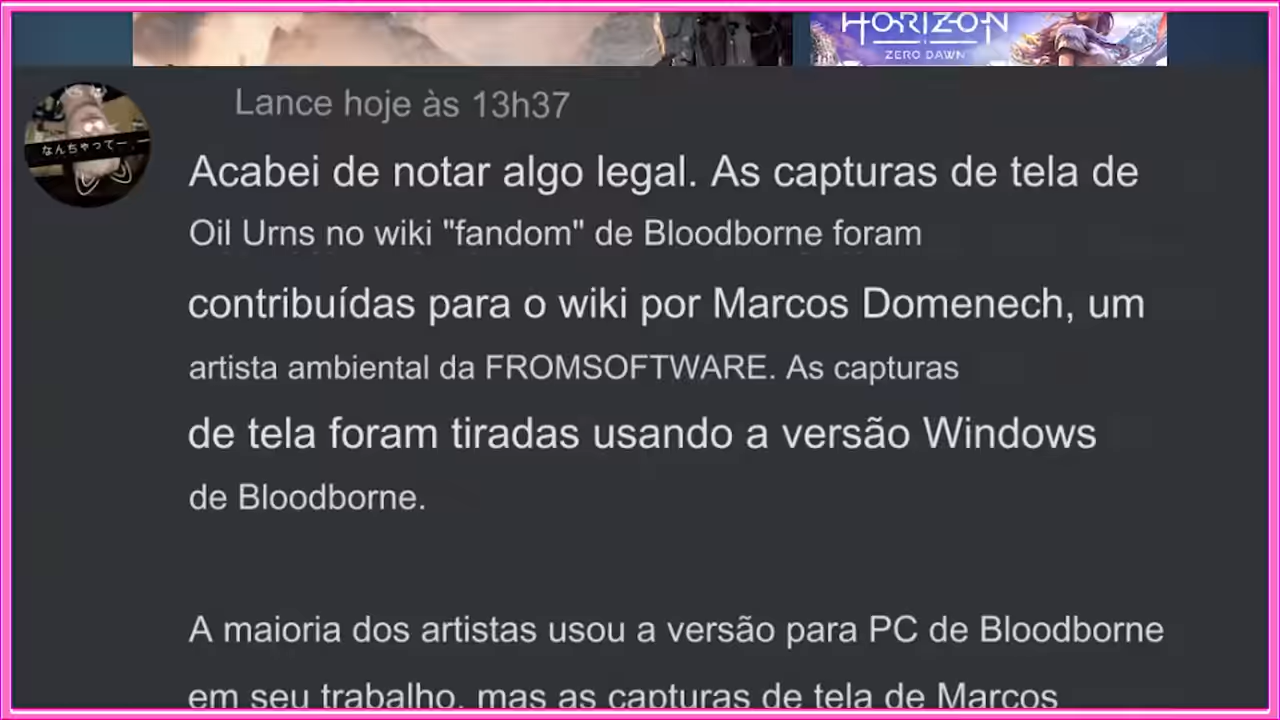 HORIZON
ZERO DAWN
Lance hoje às 13h37
なんちゃってー
Acabei de notar algo legal. As capturas de tela de
Oil Urns no wiki "fandom" de Bloodborne foram
contribuídas para o wiki por Marcos Domenech, um
artista ambiental da FROMSOFTWARE. As capturas
de tela foram tiradas usando a versão Windows
de Bloodborne.
A maioria dos artistas usou a versão para PC de Bloodborne
em seu trabalho, mas as capturas de tela de Marcos